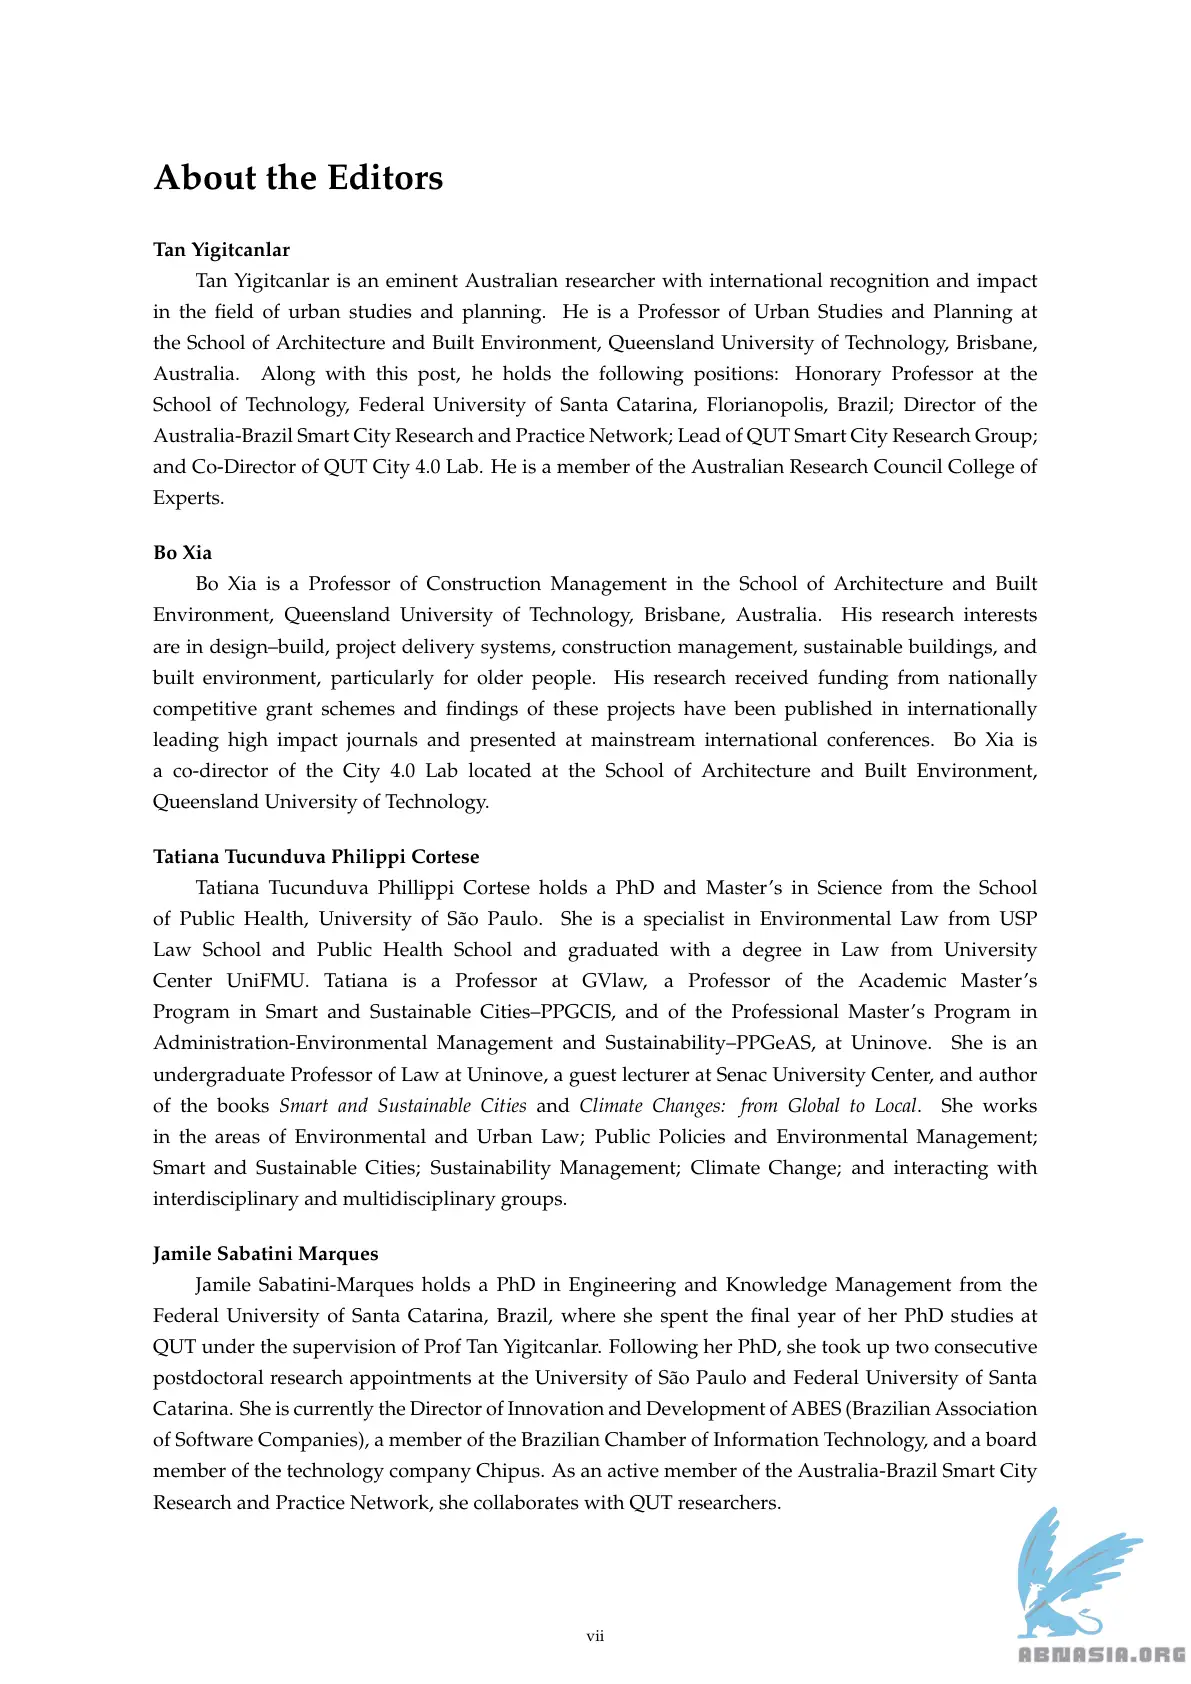 About the Editors
Tan Yigitcanlar
Tan Yigitcanlar is an eminent Australian researcher with international recognition and impact
in the field of urban studies and planning. He is a Professor of Urban Studies and Planning at
the School of Architecture and Built Environment, Queensland University of Technology, Brisbane,
Australia. Along with this post, he holds the following positions: Honorary Professor at the
School of Technology, Federal University of Santa Catarina, Florianopolis, Brazil; Director of the
Australia-Brazil Smart City Research and Practice Network; Lead of QUT Smart City Research Group;
and Co-Director of QUT City 4.0 Lab. He is a member of the Australian Research Council College of
Experts.
Bo Xia
Bo Xia is a Professor of Construction Management in the School of Architecture and Built
Environment, Queensland University of Technology, Brisbane, Australia. His research interests
are in design–build, project delivery systems, construction management, sustainable buildings, and
built environment, particularly for older people. His research received funding from nationally
competitive grant schemes and findings of these projects have been published in internationally
leading high impact journals and presented at mainstream international conferences. Bo Xia is
a co-director of the City 4.0 Lab located at the School of Architecture and Built Environment,
Queensland University of Technology.
Tatiana Tucunduva Philippi Cortese
Tatiana Tucunduva Phillippi Cortese holds a PhD and Master's in Science from the School
of Public Health, University of São Paulo. She is a specialist in Environmental Law from USP
Law School and Public Health School and graduated with a degree in Law from University
Center UniFMU. Tatiana is a Professor at GVlaw, a Professor of the Academic Master's
Program in Smart and Sustainable Cities–PPGCIS, and of the Professional Master's Program in
Administration-Environmental Management and Sustainability–PPGeAS, at Uninove. She is an
undergraduate Professor of Law at Uninove, a guest lecturer at Senac University Center, and author
of the books Smart and Sustainable Cities and Climate Changes: from Global to Local. She works
in the areas of Environmental and Urban Law; Public Policies and Environmental Management;
Smart and Sustainable Cities; Sustainability Management; Climate Change; and interacting with
interdisciplinary and multidisciplinary groups.
Jamile Sabatini Marques
Jamile Sabatini-Marques holds a PhD in Engineering and Knowledge Management from the
Federal University of Santa Catarina, Brazil, where she spent the final year of her PhD studies at
QUT under the supervision of Prof Tan Yigitcanlar. Following her PhD, she took up two consecutive
postdoctoral research appointments at the University of São Paulo and Federal University of Santa
Catarina. She is currently the Director of Innovation and Development of ABES (Brazilian Association
of Software Companies), a member of the Brazilian Chamber of Information Technology, and a board
member of the technology company Chipus. As an active member of the Australia-Brazil Smart City
Research and Practice Network, she collaborates with QUT researchers.
vii
ABNASIA.ORG